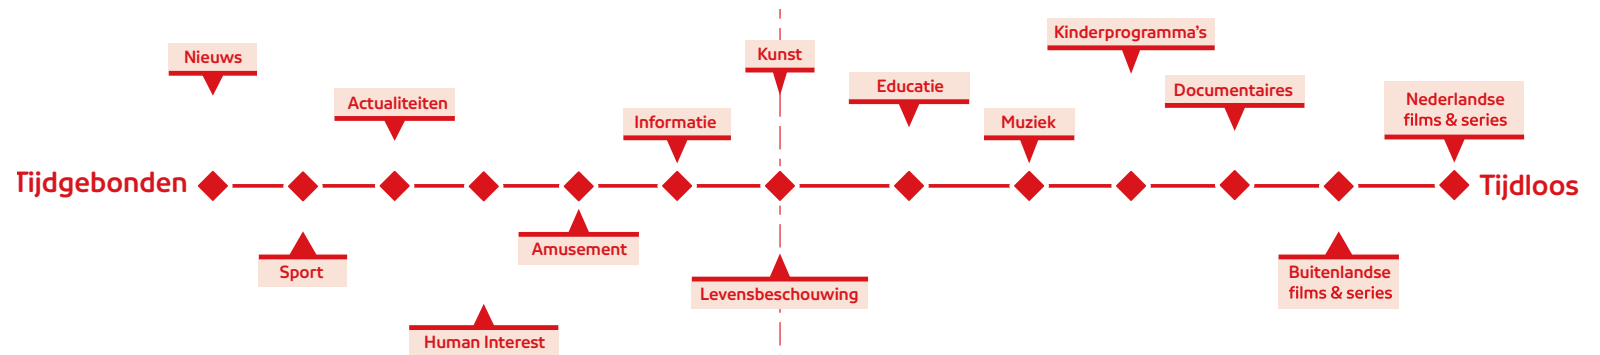 Kinderprogramma's
Nieuws
Kunst
Educatie
Documentaires
Actualiteiten
Nederlandse
films & series
Informatie
Muziek
Tijdgebonden
Tijdloos
Amusement
Sport
Buitenlandse
films & series
Levensbeschouwing
Human Interest